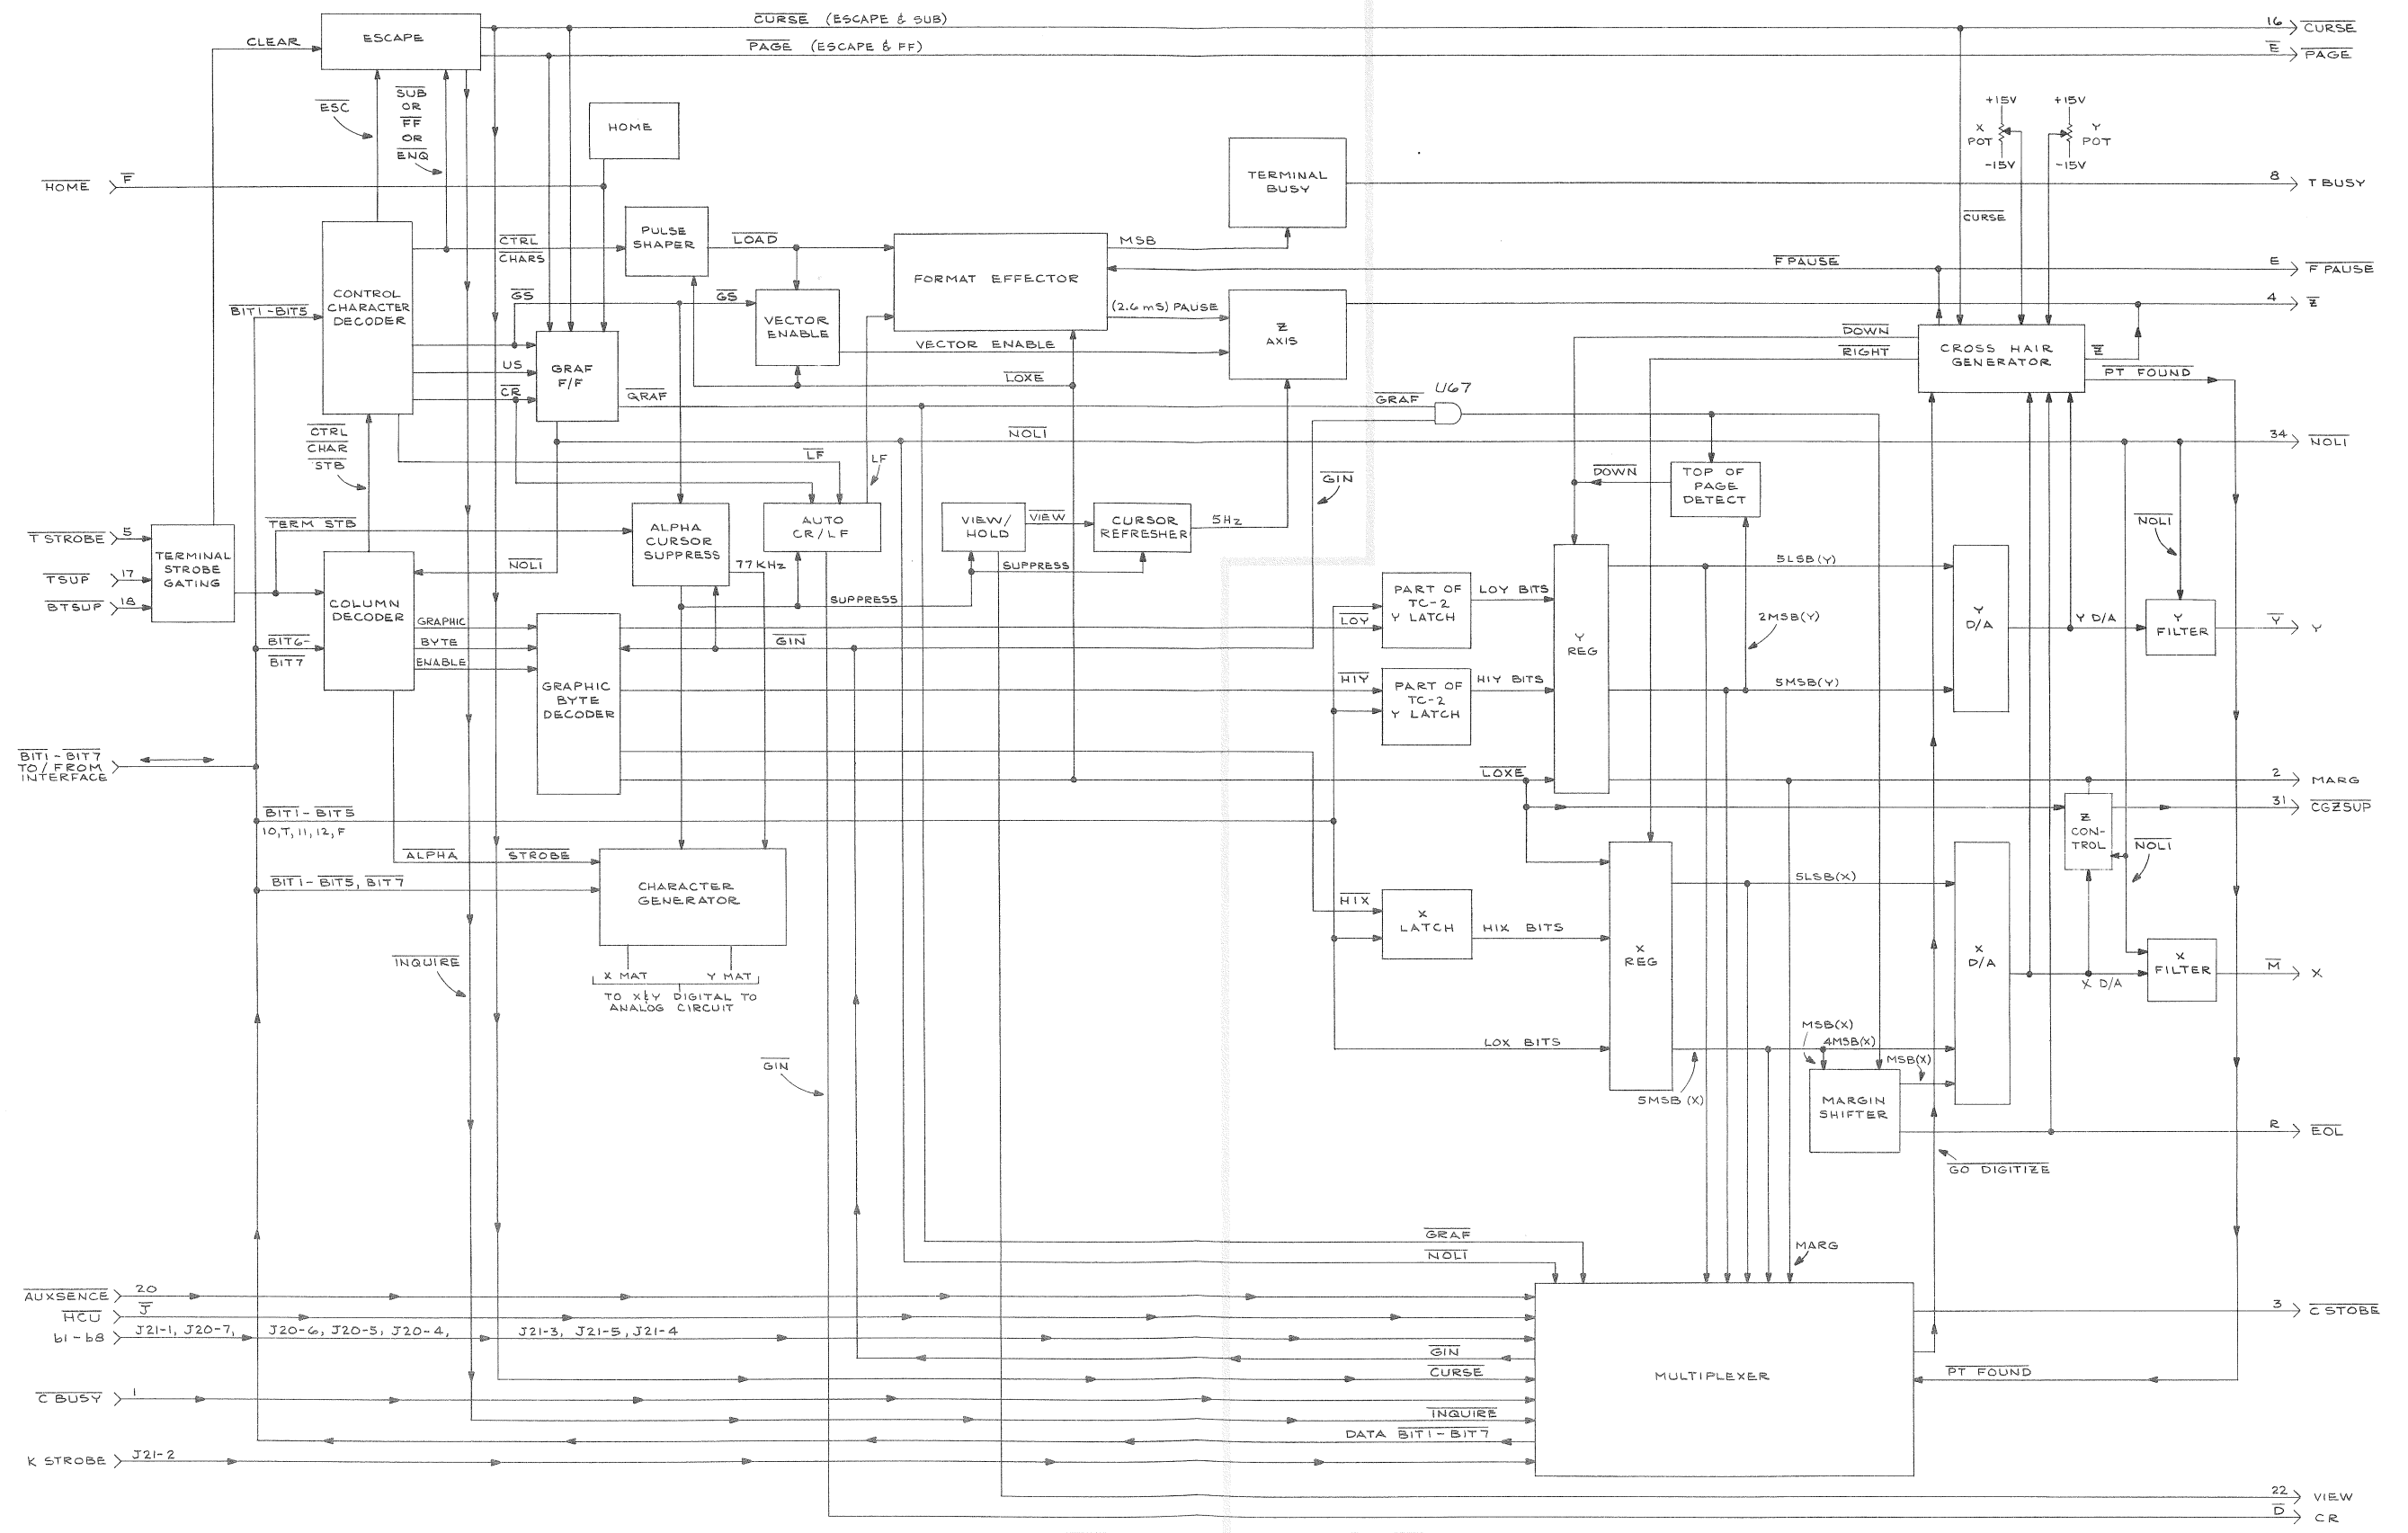 CURSE (ESCAPE & SUB)
16 CURSE
CLEAR
ESCAPE
PAGE (ESCAPE & FF)
E PAGE
ESC
SUB
OR
FF
OR
ENQ
HOME
+15V
+15V
X
POT
Y
POT
-15V
-15V
HOME F
TERMINAL
BUSY
8 T BUSY
CURSE
CTRL
CHARS
PULSE
SHAPER
LOAD
FORMAT EFFECTOR
MSB
F PAUSE
E F PAUSE
BIT1-BIT5
CONTROL
CHARACTER
DECODER
GS
GS
VECTOR
ENABLE
(2.6 mS) PAUSE
Z
AXIS
4 Z
VECTOR ENABLE
DOWN
RIGHT
CROSS HAIR
GENERATOR
Z
PT FOUND
US
CR
GRAF
F/F
LOXE
GRAF
GRAF
U67
CTRL
CHAR
STB
NOLI
34 NOLI
LF
LF
GIN
DOWN
TOP OF
PAGE
DETECT
T STROBE 5
TSUP 17
BTSUP 18
TERMINAL
STROBE
GATING
TERM STB
ALPHA
CURSOR
SUPPRESS
AUTO
CR/LF
VIEW/
HOLD
VIEW
CURSOR
REFRESHER
5HZ
NOLI
NOLI
77KHZ
SUPPRESS
SUPPRESS
COLUMN
DECODER
BIT6-
BIT7
GRAPHIC
BYTE
ENABLE
GRAPHIC
BYTE
DECODER
GIN
PART OF
TC-2
Y LATCH
LOY
LOY BITS
Y
REG
5LSB(Y)
2MSB(Y)
Y
D/A
Y D/A
Y
FILTER
Y Y
HIY
PART OF
TC-2
Y LATCH
HIY BITS
5MSB(Y)
BIT1-BIT7
TO/FROM
INTERFACE
LOXE
2 MARG
31 CGZSUP
Z
CON-
TROL
NOLI
BIT1-BIT5
10,T,11,12,F
ALPHA STROBE
BIT1-BIT5, BIT7
CHARACTER
GENERATOR
X MAT Y MAT
TO X&Y DIGITAL TO
ANALOG CIRCUIT
INQUIRE
HIX
X
LATCH
HIX BITS
X
REG
5LSB(X)
X
D/A
X D/A
X
FILTER
M X
GIN
LOX BITS
5MSB(X)
MSB(X)
4MSB(X)
MSB(X)
MARGIN
SHIFTER
R EOL
GO DIGITIZE
GRAF
NOLI
MARG
AUXSENCE 20
HCU J
b1-b8 J21-1, J20-7, J20-6, J20-5, J20-4, J21-3, J21-5, J21-4
GIN
CURSE
MULTIPLEXER
3 C STOBE
PT FOUND
C BUSY 1
INQUIRE
DATA BIT1-BIT7
K STROBE J21-2
22 VIEW
D CR